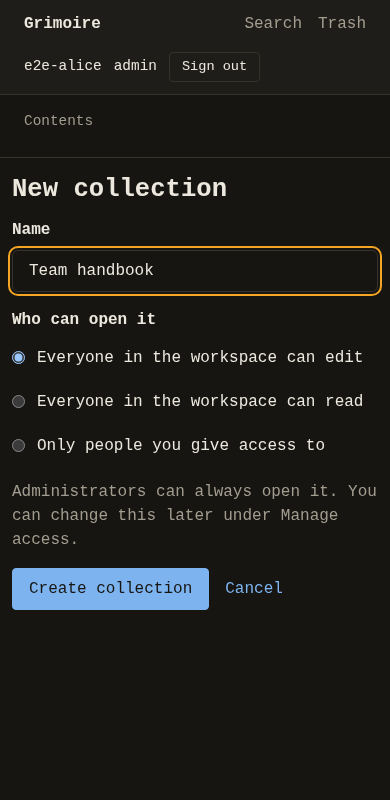 Grimoire Search Trash
e2e-alice admin Sign out
Contents
New collection
Name
Team handbook
Who can open it
Everyone in the workspace can edit
Everyone in the workspace can read
Only people you give access to
Administrators can always open it. You
can change this later under Manage
access.
Create collection Cancel